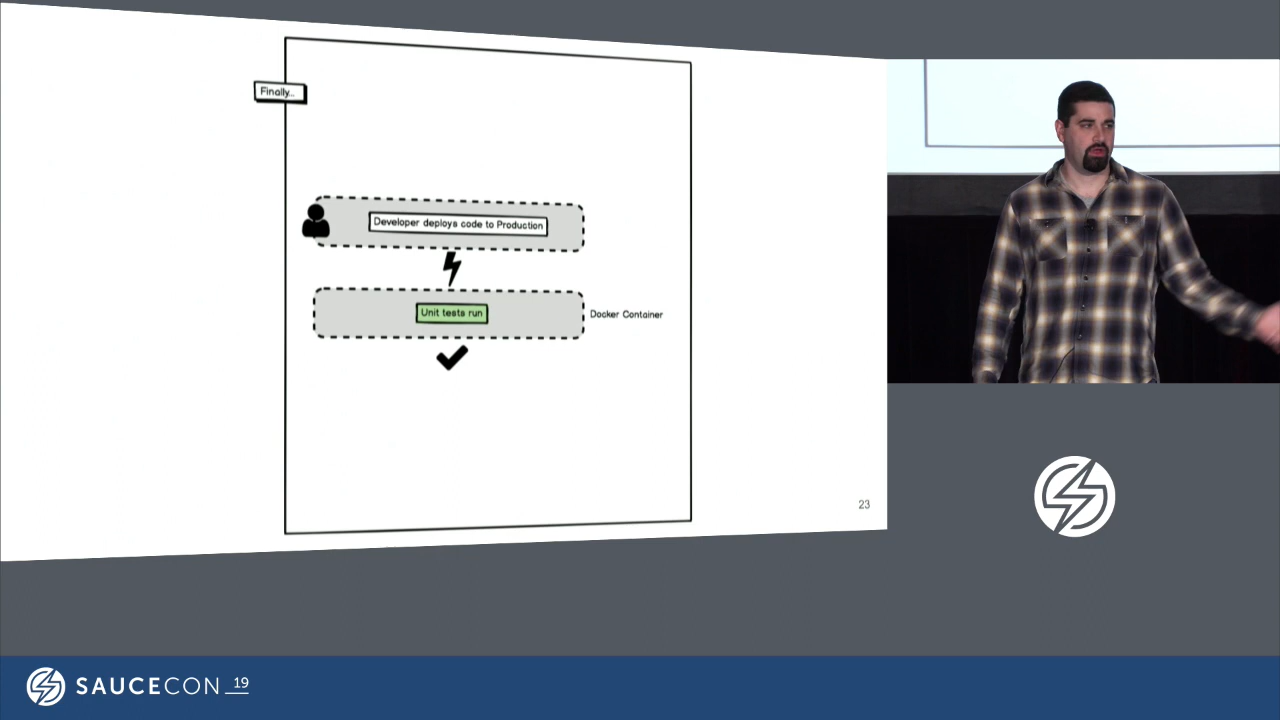 Finally...
Developer deploys code to Production
Unit tests run
Docker Container
23
SAUCECON 19